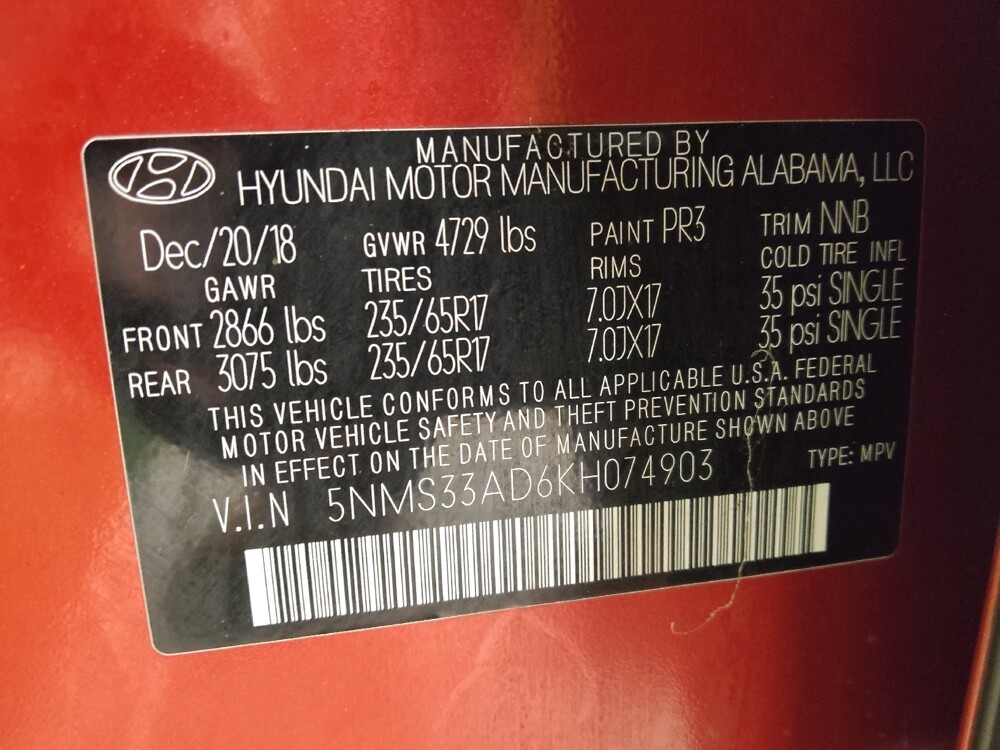 MANUFACTURED BY
HYUNDAI MOTOR MANUFACTURING ALABAMA, LLC
Dec/20/18 GVWR 4729 lbs PAINT PR3 TRIM NNB
GAWR TIRES RIMS COLD TIRE INFL
FRONT 2866 lbs 235/65R17 7.0JX17 35 psi SINGLE
REAR 3075 lbs 235/65R17 7.0JX17 35 psi SINGLE
THIS VEHICLE CONFORMS TO ALL APPLICABLE U.S.A. FEDERAL
MOTOR VEHICLE SAFETY AND THEFT PREVENTION STANDARDS
IN EFFECT ON THE DATE OF MANUFACTURE SHOWN ABOVE
V.I.N 5NMS33AD6KH074903 TYPE: MPV